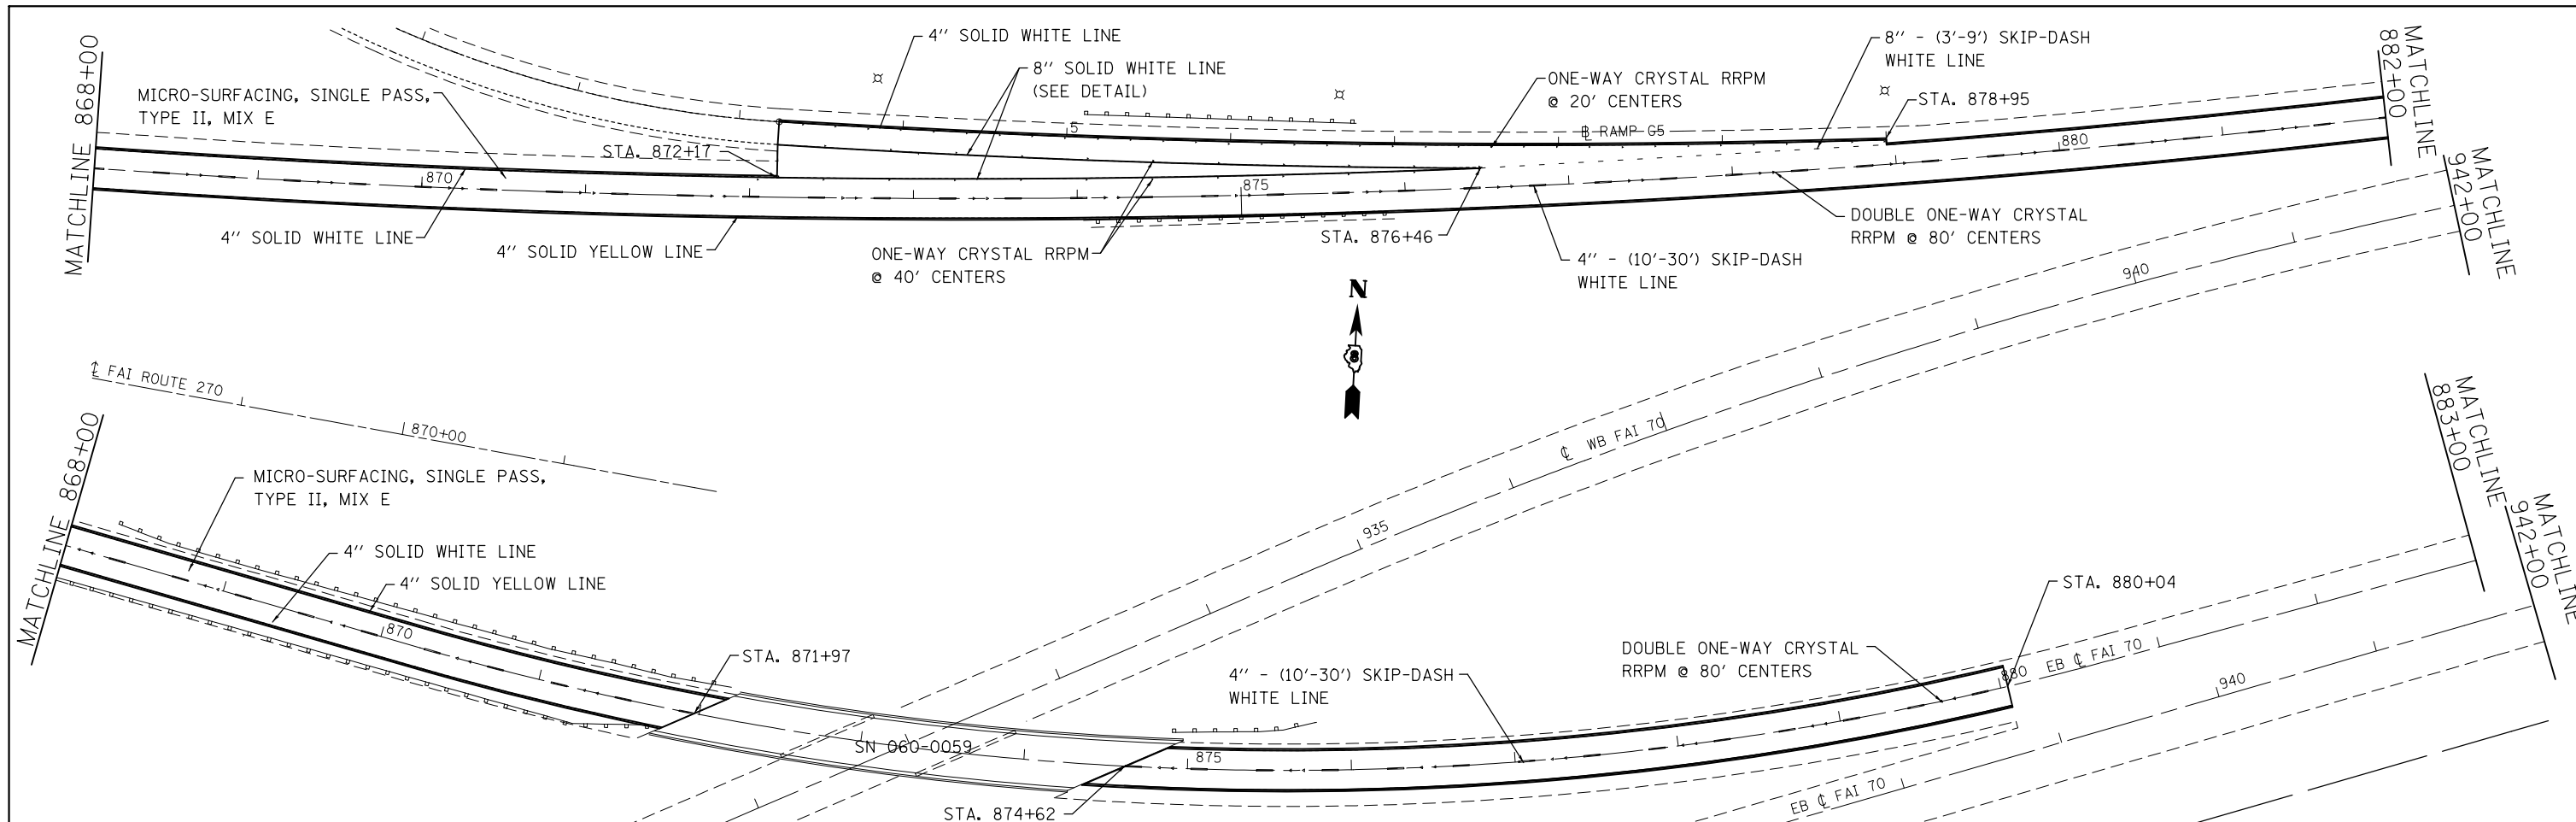 MATCHLINE 868+00
MICRO-SURFACING, SINGLE PASS,
TYPE II, MIX E
4" SOLID WHITE LINE
8" SOLID WHITE LINE
(SEE DETAIL)
ONE-WAY CRYSTAL RRPM
@ 20' CENTERS
8" - (3'-9') SKIP-DASH
WHITE LINE
STA. 878+95
MATCHLINE
882+00
STA. 872+17
5
℄ RAMP G5
880
870
875
4" SOLID WHITE LINE
4" SOLID YELLOW LINE
ONE-WAY CRYSTAL RRPM
@ 40' CENTERS
STA. 876+46
4" - (10'-30') SKIP-DASH
WHITE LINE
DOUBLE ONE-WAY CRYSTAL
RRPM @ 80' CENTERS
MATCHLINE
942+00
940
N
8
℄ FAI ROUTE 270
870+00
℄ WB FAI 70
935
MATCHLINE
883+00
MATCHLINE
942+00
MATCHLINE 868+00
MICRO-SURFACING, SINGLE PASS,
TYPE II, MIX E
4" SOLID WHITE LINE
4" SOLID YELLOW LINE
870
STA. 871+97
SN 060-0059
STA. 874+62
875
4" - (10'-30') SKIP-DASH
WHITE LINE
DOUBLE ONE-WAY CRYSTAL
RRPM @ 80' CENTERS
STA. 880+04
880
EB ℄ FAI 70
940
EB ℄ FAI 70